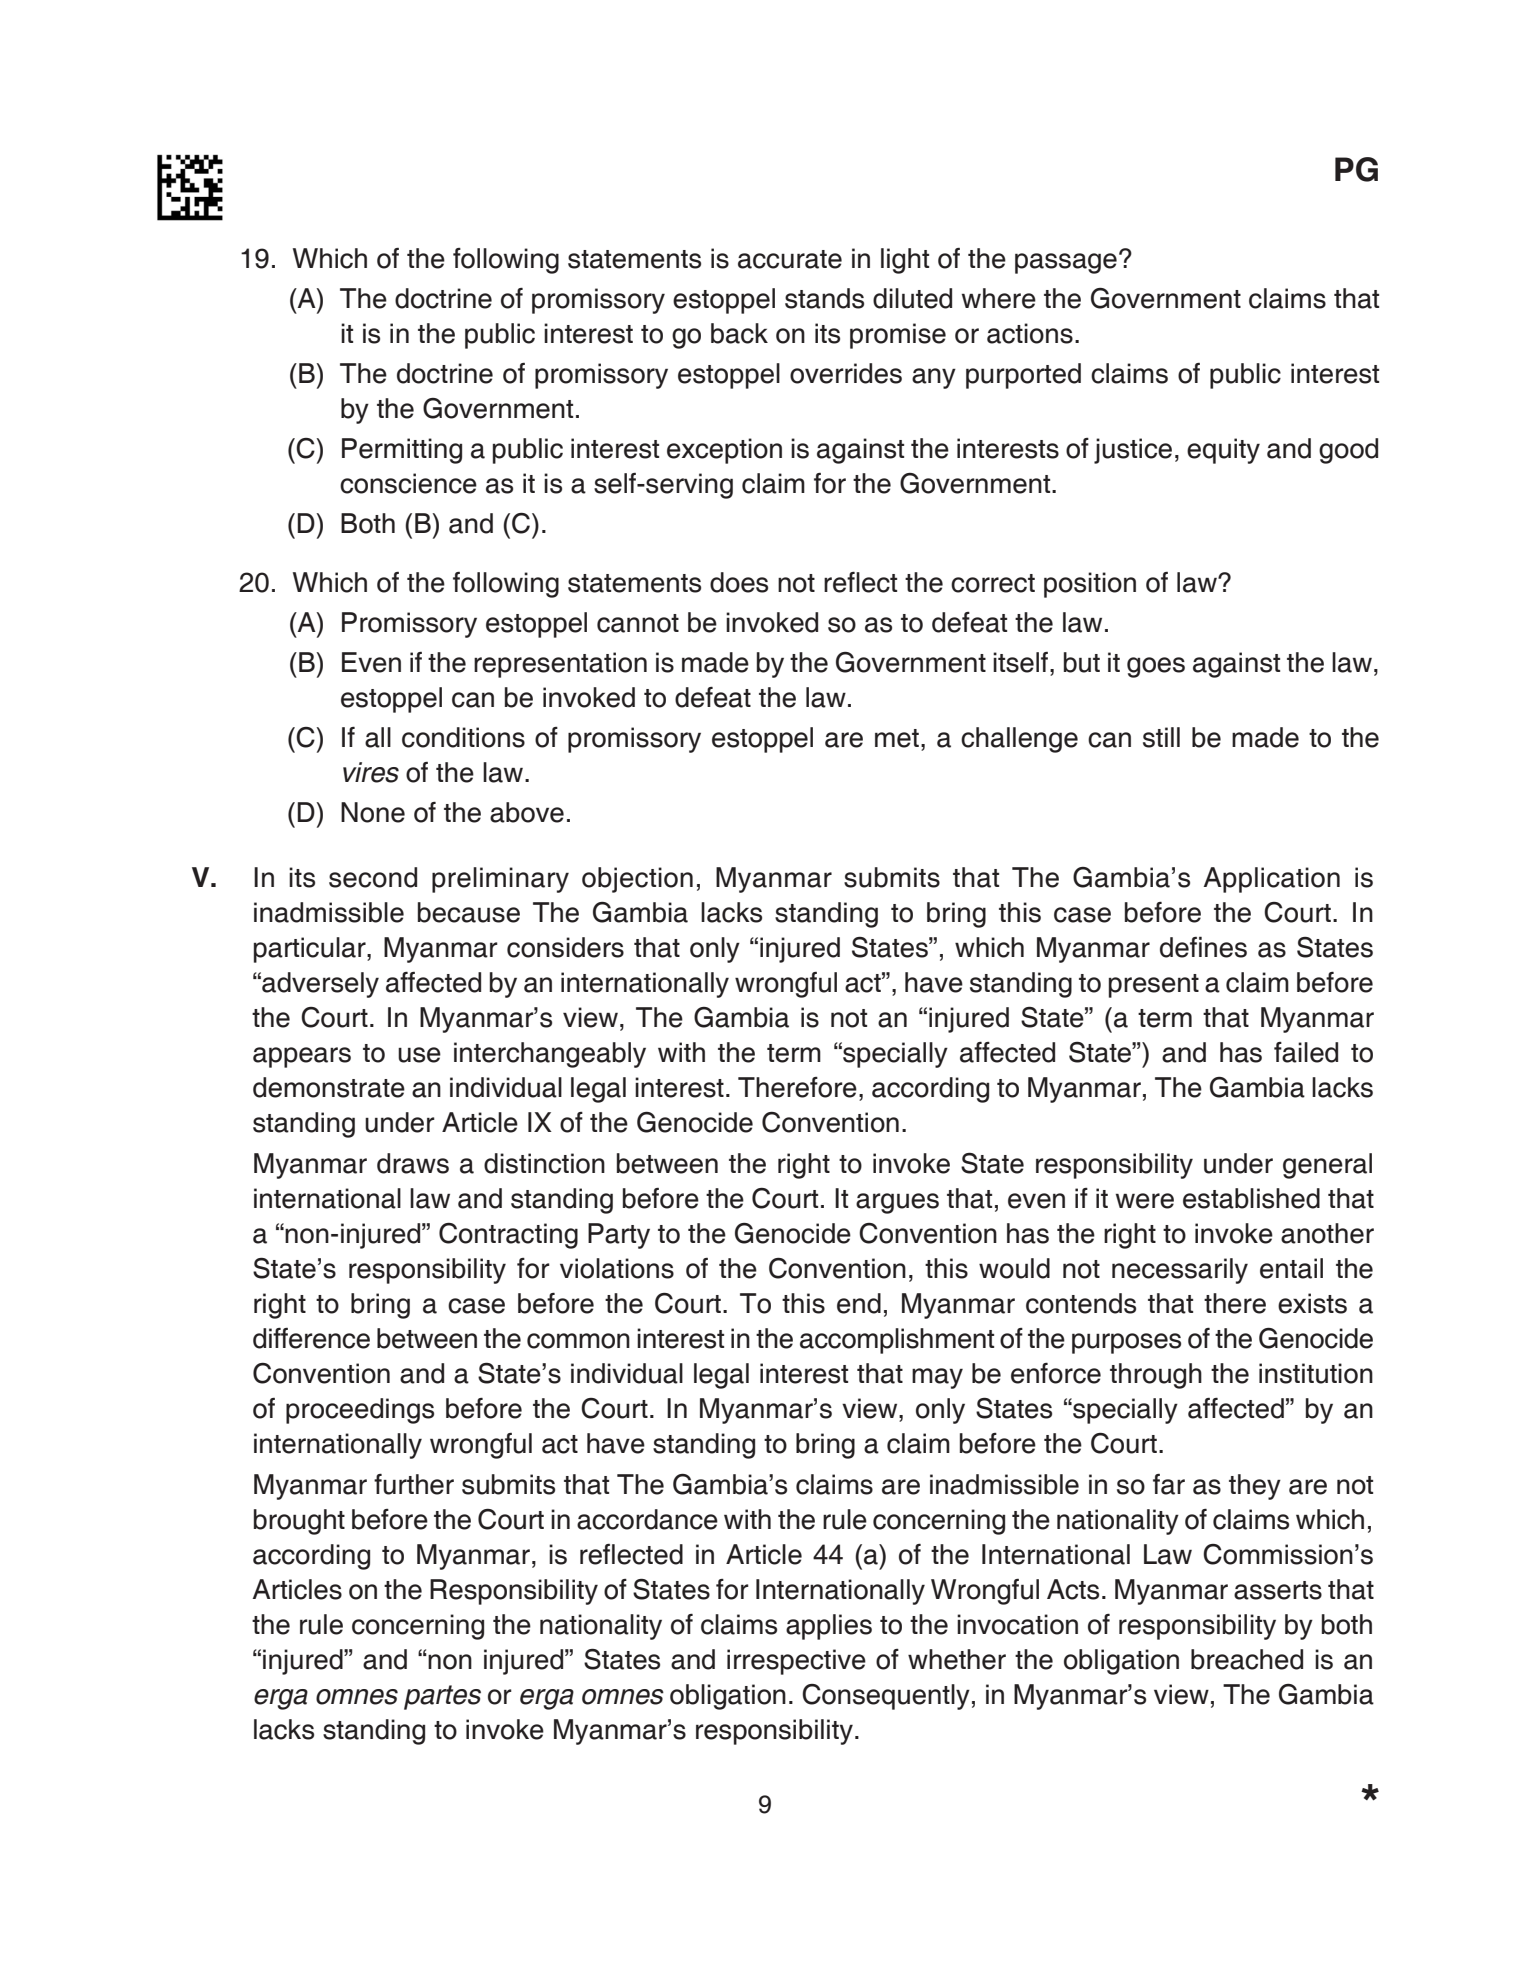 PG
19. Which of the following statements is accurate in light of the passage?
(A) The doctrine of promissory estoppel stands diluted where the Government claims that
it is in the public interest to go back on its promise or actions.
(B) The doctrine of promissory estoppel overrides any purported claims of public interest
by the Government.
(C) Permitting a public interest exception is against the interests of justice, equity and good
conscience as it is a self-serving claim for the Government.
(D) Both (B) and (C).
20. Which of the following statements does not reflect the correct position of law?
(A) Promissory estoppel cannot be invoked so as to defeat the law.
(B) Even if the representation is made by the Government itself, but it goes against the law,
estoppel can be invoked to defeat the law.
(C) If all conditions of promissory estoppel are met, a challenge can still be made to the
vires of the law.
(D) None of the above.
V. In its second preliminary objection, Myanmar submits that The Gambia's Application is
inadmissible because The Gambia lacks standing to bring this case before the Court. In
particular, Myanmar considers that only “injured States”, which Myanmar defines as States
“adversely affected by an internationally wrongful act”, have standing to present a claim before
the Court. In Myanmar's view, The Gambia is not an “injured State” (a term that Myanmar
appears to use interchangeably with the term “specially affected State”) and has failed to
demonstrate an individual legal interest. Therefore, according to Myanmar, The Gambia lacks
standing under Article IX of the Genocide Convention.
Myanmar draws a distinction between the right to invoke State responsibility under general
international law and standing before the Court. It argues that, even if it were established that
a “non-injured” Contracting Party to the Genocide Convention has the right to invoke another
State's responsibility for violations of the Convention, this would not necessarily entail the
right to bring a case before the Court. To this end, Myanmar contends that there exists a
difference between the common interest in the accomplishment of the purposes of the Genocide
Convention and a State's individual legal interest that may be enforce through the institution
of proceedings before the Court. In Myanmar's view, only States “specially affected” by an
internationally wrongful act have standing to bring a claim before the Court.
Myanmar further submits that The Gambia's claims are inadmissible in so far as they are not
brought before the Court in accordance with the rule concerning the nationality of claims which,
according to Myanmar, is reflected in Article 44 (a) of the International Law Commission's
Articles on the Responsibility of States for Internationally Wrongful Acts. Myanmar asserts that
the rule concerning the nationality of claims applies to the invocation of responsibility by both
“injured” and “non injured” States and irrespective of whether the obligation breached is an
erga omnes partes or erga omnes obligation. Consequently, in Myanmar's view, The Gambia
lacks standing to invoke Myanmar's responsibility.
9
*